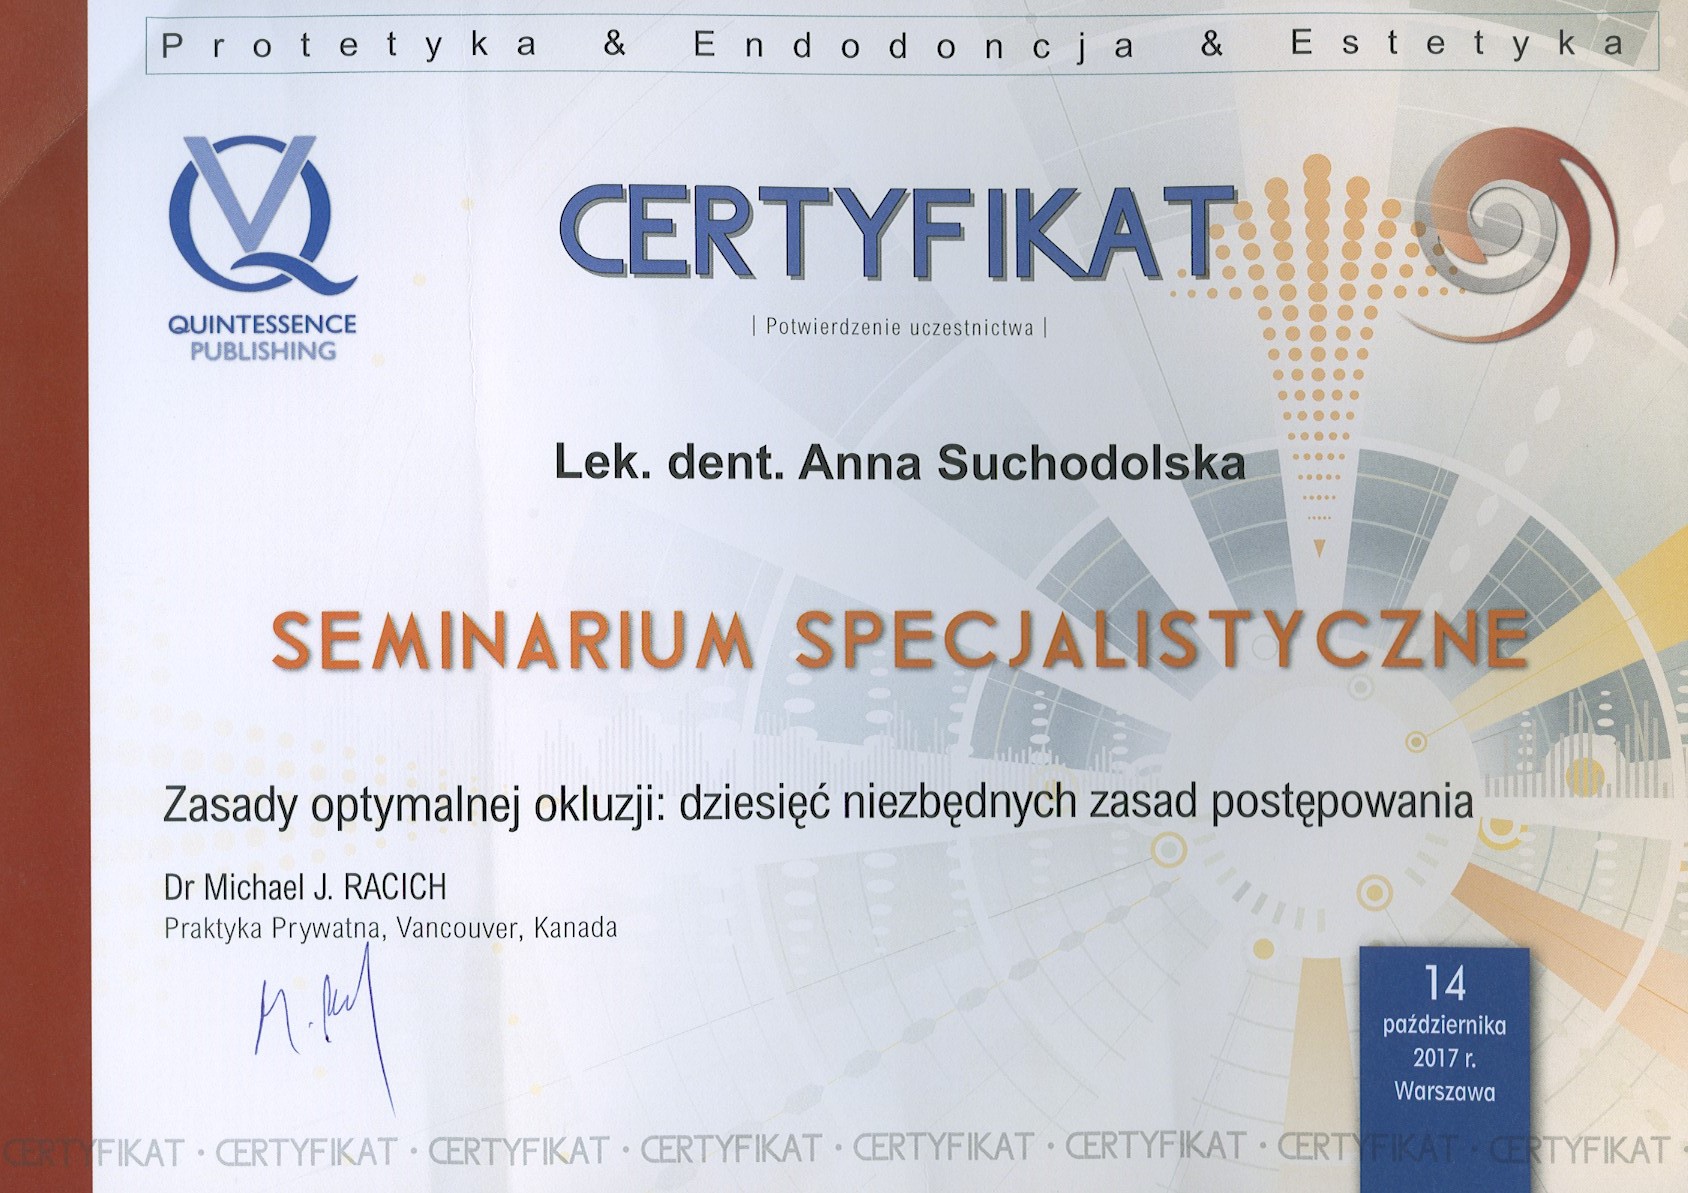 Protetyka & Endodoncja & Estetyka
QUINTESSENCE
PUBLISHING
CERTYFIKAT
| Potwierdzenie uczestnictwa |
Lek. dent. Anna Suchodolska
SEMINARIUM SPECJALISTYCZNE
Zasady optymalnej okluzji: dziesięć niezbędnych zasad postępowania
Dr Michael J. RACICH
Praktyka Prywatna, Vancouver, Kanada
14
października
2017 r.
Warszawa
CERTYFIKAT • CERTYFIKAT • CERTYFIKAT • CERTYFIKAT • CERTYFIKAT • CERTYFIKAT • CERTYFIKAT • CERTYFIKAT •